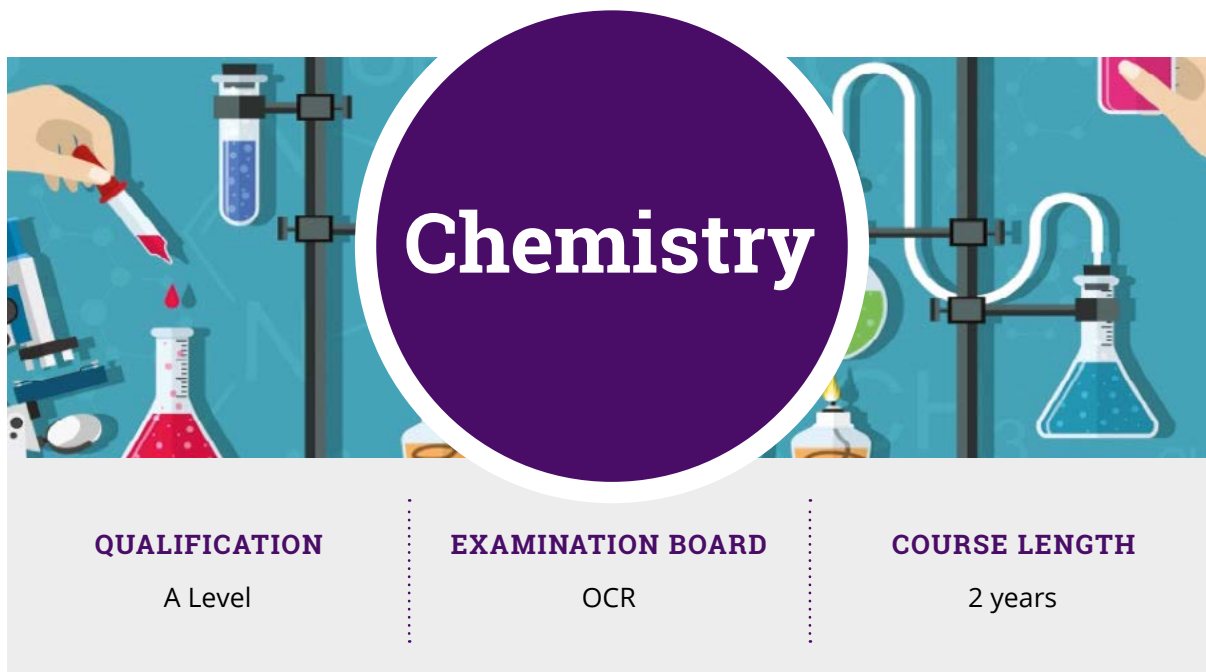 Chemistry
QUALIFICATION
A Level
EXAMINATION BOARD
OCR
COURSE LENGTH
2 years